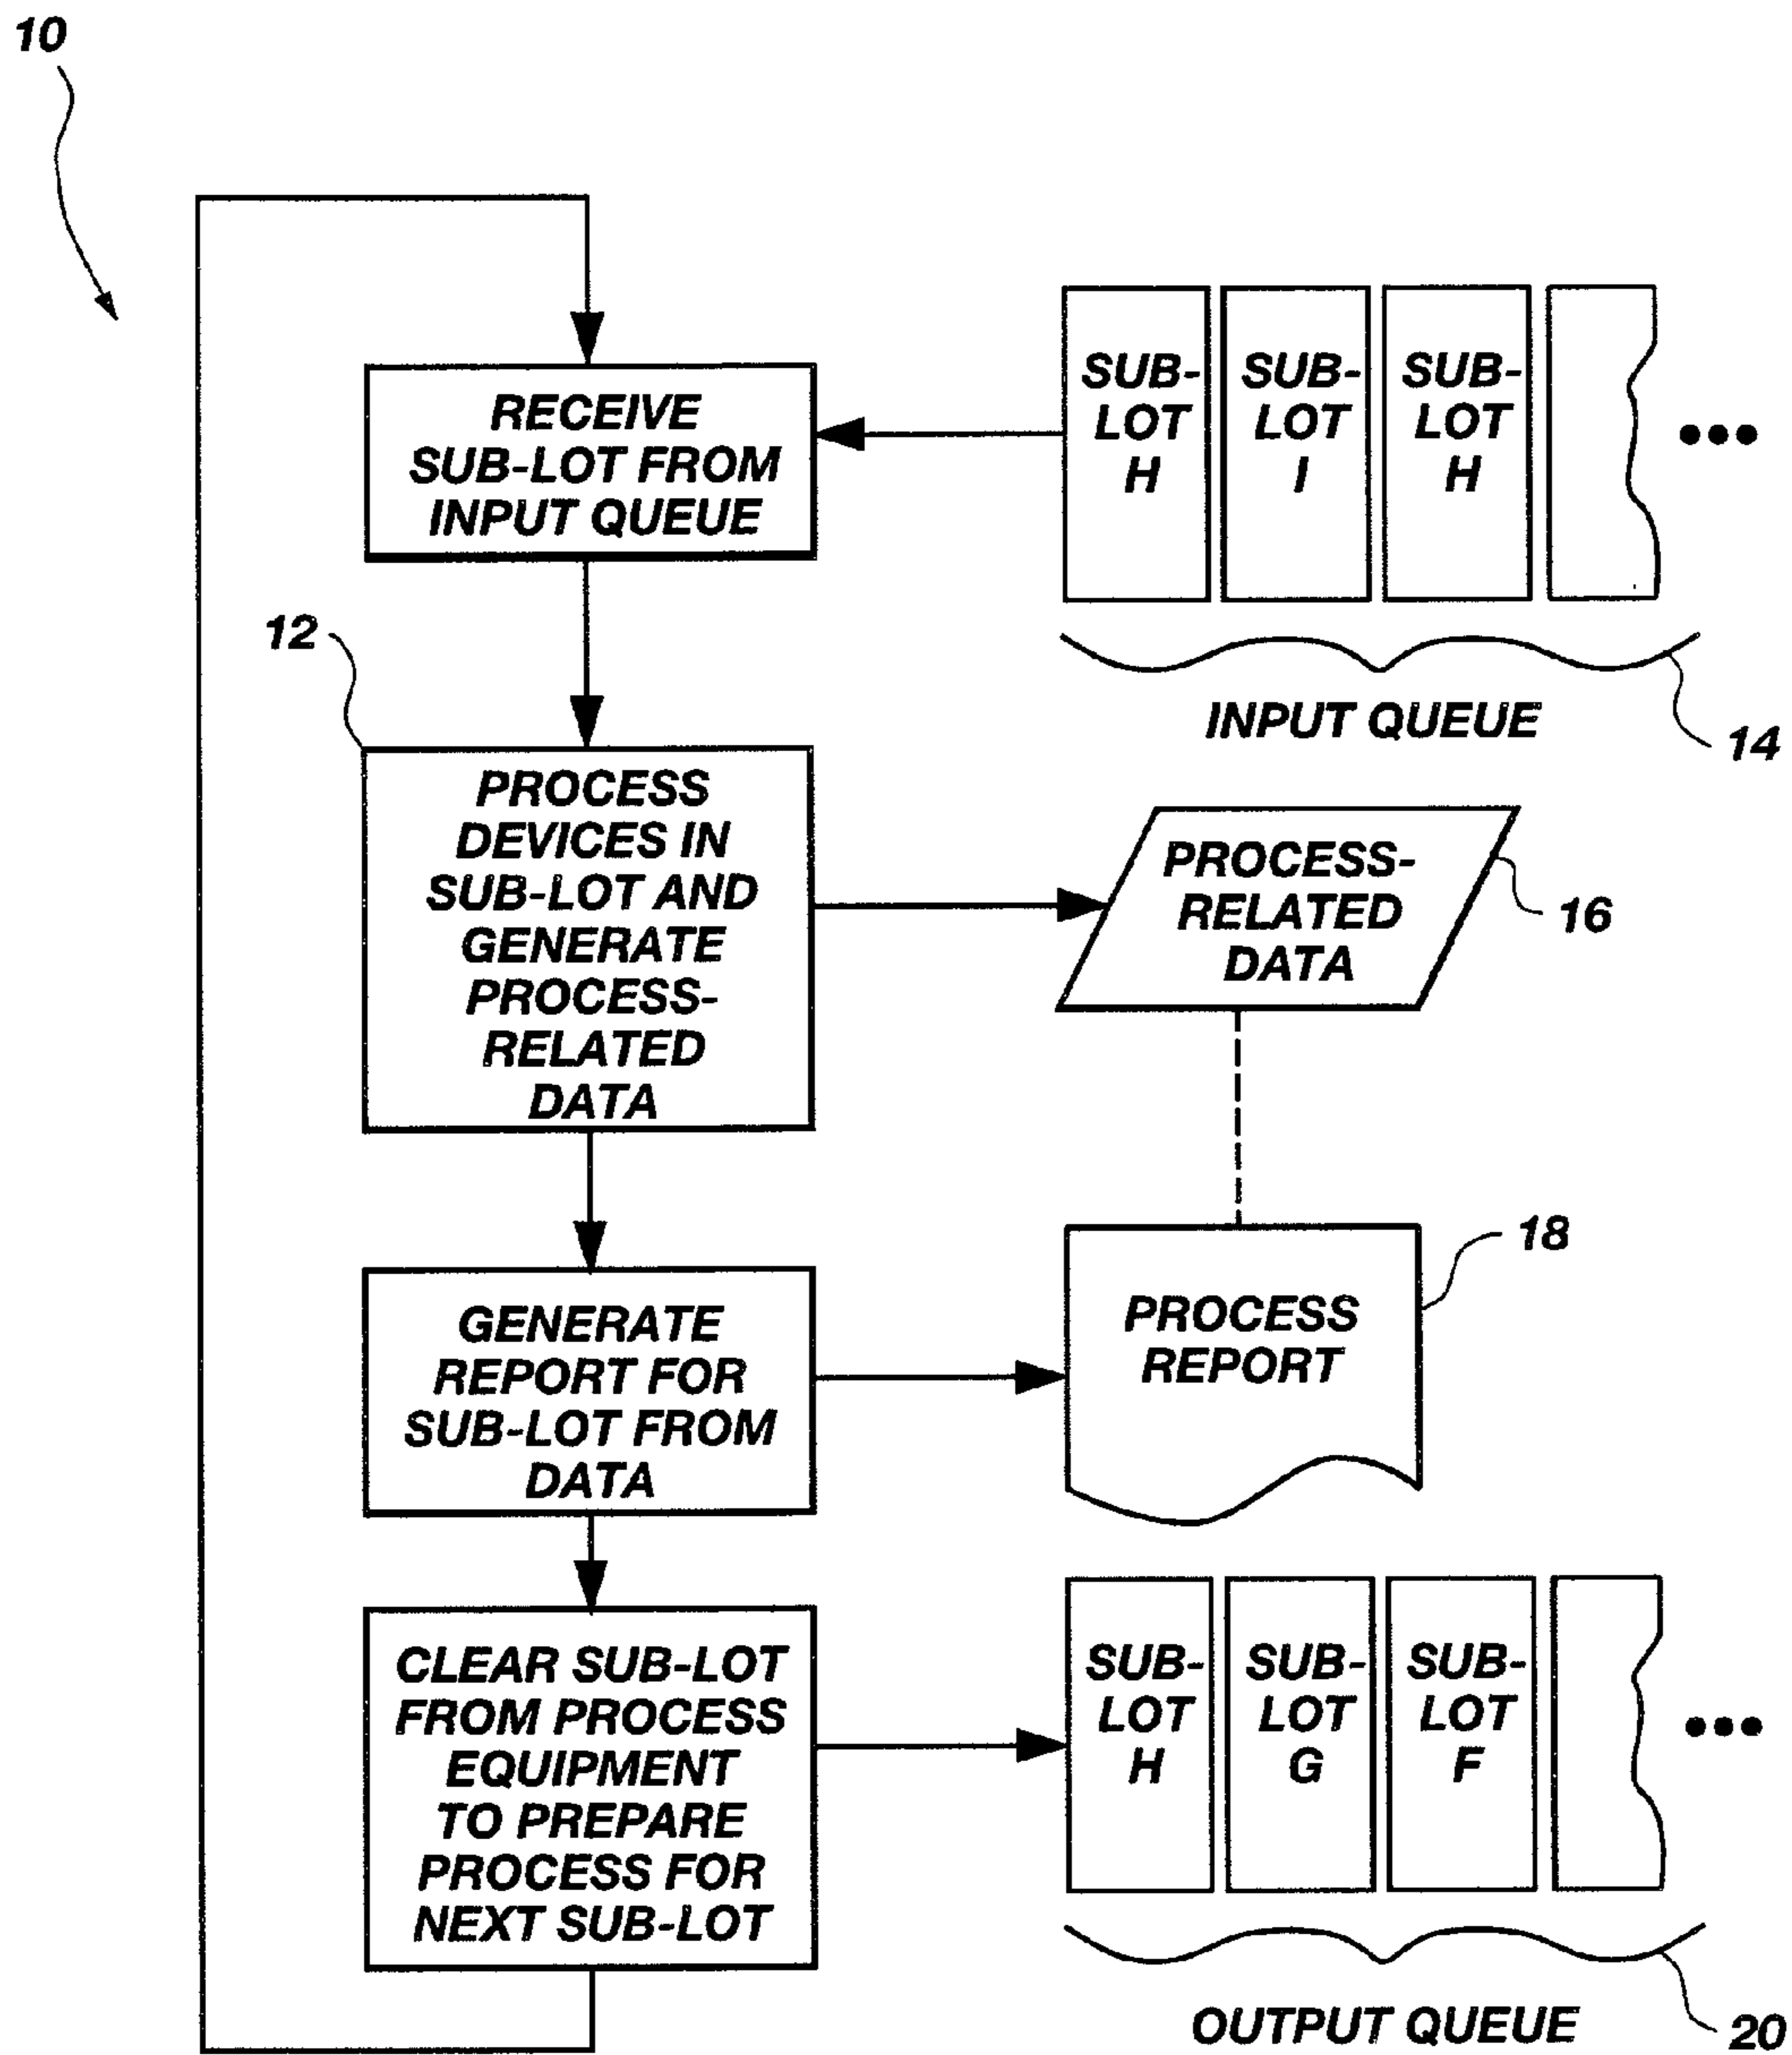 10
RECEIVE
SUB-LOT FROM
INPUT QUEUE
SUB-
LOT
H
SUB-
LOT
I
SUB-
LOT
H
INPUT QUEUE
14
12
PROCESS
DEVICES IN
SUB-LOT AND
GENERATE
PROCESS-
RELATED
DATA
PROCESS-
RELATED
DATA
16
GENERATE
REPORT FOR
SUB-LOT FROM
DATA
PROCESS
REPORT
18
CLEAR SUB-LOT
FROM PROCESS
EQUIPMENT
TO PREPARE
PROCESS FOR
NEXT SUB-LOT
SUB-
LOT
H
SUB-
LOT
G
SUB-
LOT
F
OUTPUT QUEUE
20